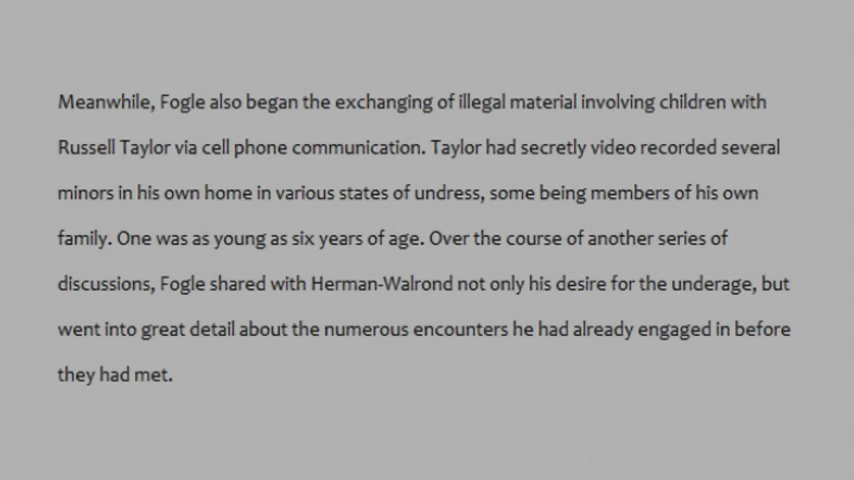 Meanwhile, Fogle also began the exchanging of illegal material involving children with
Russell Taylor via cell phone communication. Taylor had secretly video recorded several
minors in his own home in various states of undress, some being members of his own
family. One was as young as six years of age. Over the course of another series of
discussions, Fogle shared with Herman-Walrond not only his desire for the underage, but
went into great detail about the numerous encounters he had already engaged in before
they had met.